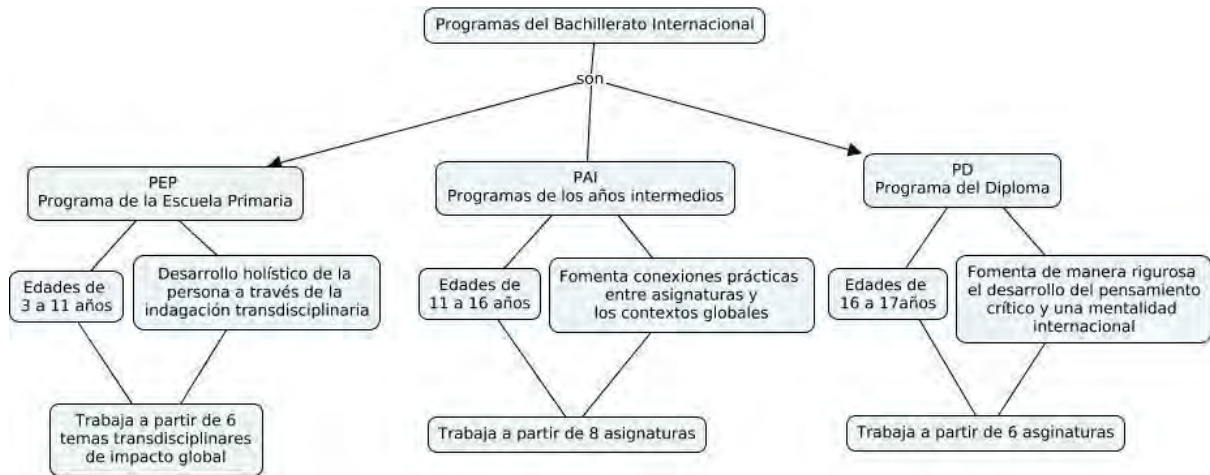 Programas del Bachillerato Internacional
son
PEP
Programa de la Escuela Primaria
Edades de
3 a 11 años
Desarrollo holístico de la
persona a través de la
indagación transdisciplinaria
Trabaja a partir de 6
temas transdisciplinares
de impacto global
PAI
Programas de los años intermedios
Edades de
11 a 16 años
Fomenta conexiones prácticas
entre asignaturas y
los contextos globales
Trabaja a partir de 8 asignaturas
PD
Programa del Diploma
Edades de
16 a 17años
Fomenta de manera rigurosa
el desarrollo del pensamiento
crítico y una mentalidad
internacional
Trabaja a partir de 6 asginaturas